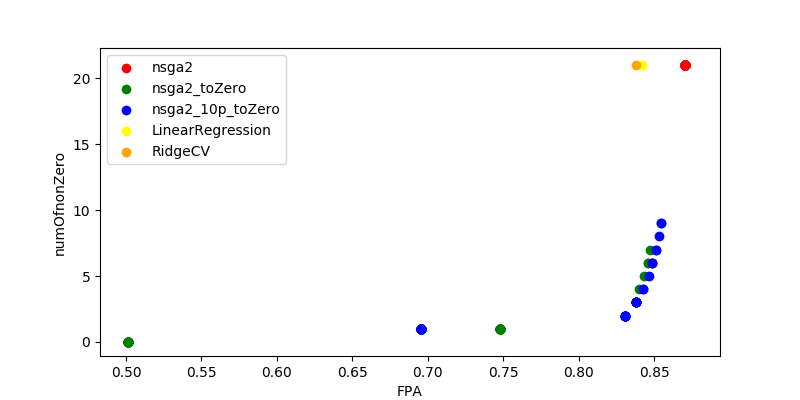 nsga2
nsga2_toZero
nsga2_10p_toZero
LinearRegression
RidgeCV
numOfnonZero
20
15
10
5
0
0.50 0.55 0.60 0.65 0.70 0.75 0.80 0.85
FPA